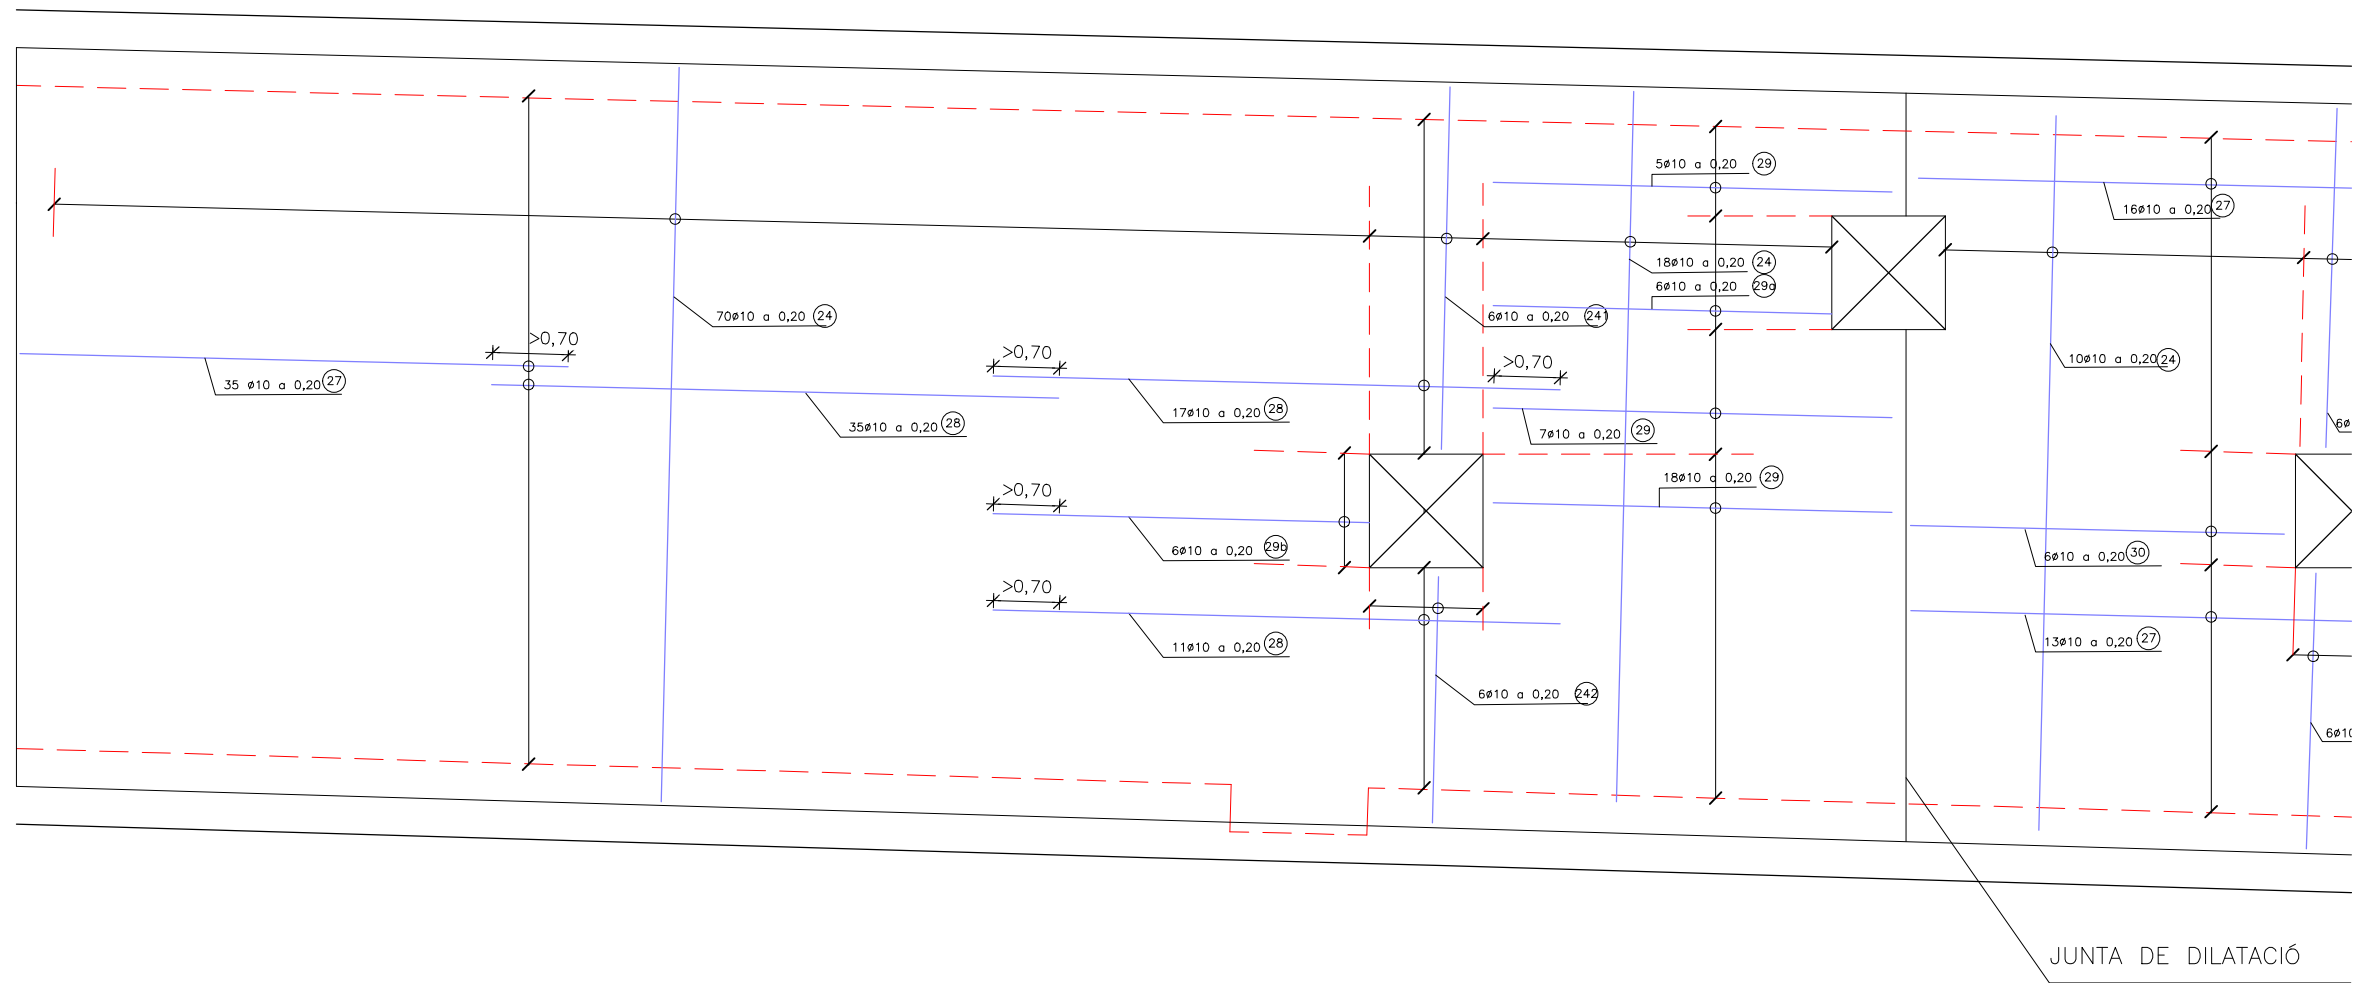 5ø10 a 0,20 29
16ø10 a 0,20 27
18ø10 a 0,20 24
6ø10 a 0,20 29a
70ø10 a 0,20 24
6ø10 a 0,20 241
>0,70
>0,70
>0,70
10ø10 a 0,20 24
35 ø10 a 0,20 27
17ø10 a 0,20 28
35ø10 a 0,20 28
7ø10 a 0,20 29
6ø
18ø10 a 0,20 29
>0,70
6ø10 a 0,20 29b
6ø10 a 0,20 30
>0,70
11ø10 a 0,20 28
13ø10 a 0,20 27
6ø10 a 0,20 242
6ø10
JUNTA DE DILATACIÓ